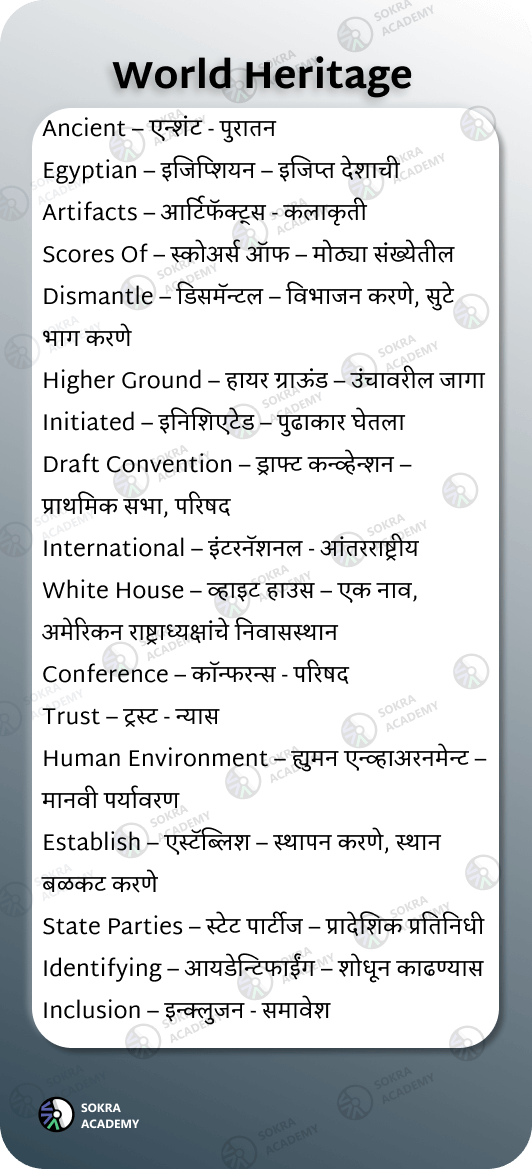 World Heritage
Ancient – एन्शंट - पुरातन
Egyptian – इजिप्शियन – इजिप्त देशाची
Artifacts – आर्टिफॅक्ट्स - कलाकृती
Scores Of – स्कोअर्स ऑफ – मोठ्या संख्येतील
Dismantle – डिसमॅन्टल – विभाजन करणे, सुटे
भाग करणे
Higher Ground – हायर ग्राऊंड – उंचावरील जागा
Initiated – इनिशिएटेड – पुढाकार घेतला
Draft Convention – ड्राफ्ट कन्व्हेन्शन –
प्राथमिक सभा, परिषद
International – इंटरनॅशनल - आंतरराष्ट्रीय
White House – व्हाइट हाउस – एक नाव,
अमेरिकन राष्ट्राध्यक्षांचे निवासस्थान
Conference – कॉन्फरन्स - परिषद
Trust – ट्रस्ट - न्यास
Human Environment – ह्युमन एन्व्हाअरनमेन्ट –
मानवी पर्यावरण
Establish – एस्टॅब्लिश – स्थापन करणे, स्थान
बळकट करणे
State Parties – स्टेट पार्टीज – प्रादेशिक प्रतिनिधी
Identifying – आयडेन्टिफाईंग – शोधून काढण्यास
Inclusion – इन्क्लुजन - समावेश
SOKRA
ACADEMY